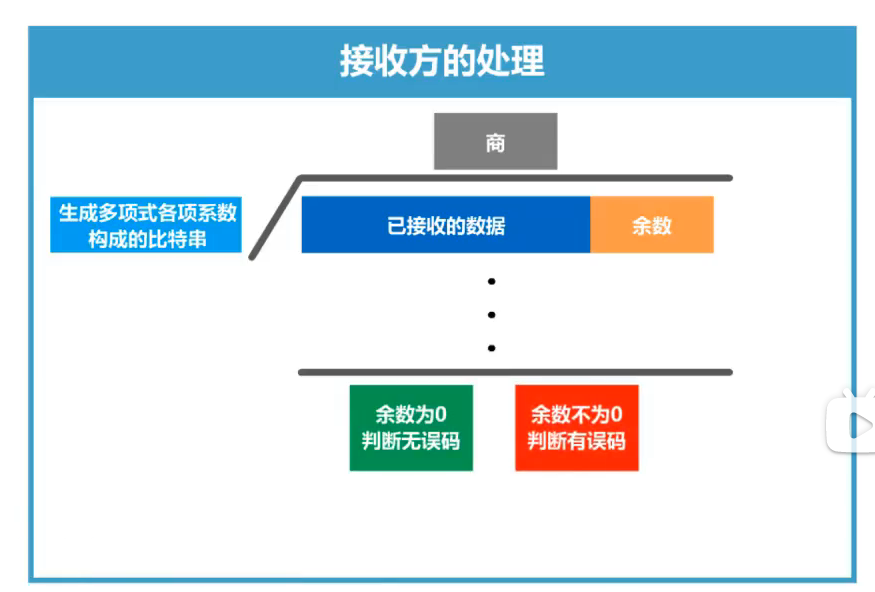 接收方的处理
商
生成多项式各项系数
构成的比特串
已接收的数据
余数
余数为0
判断无误码
余数不为0
判断有误码